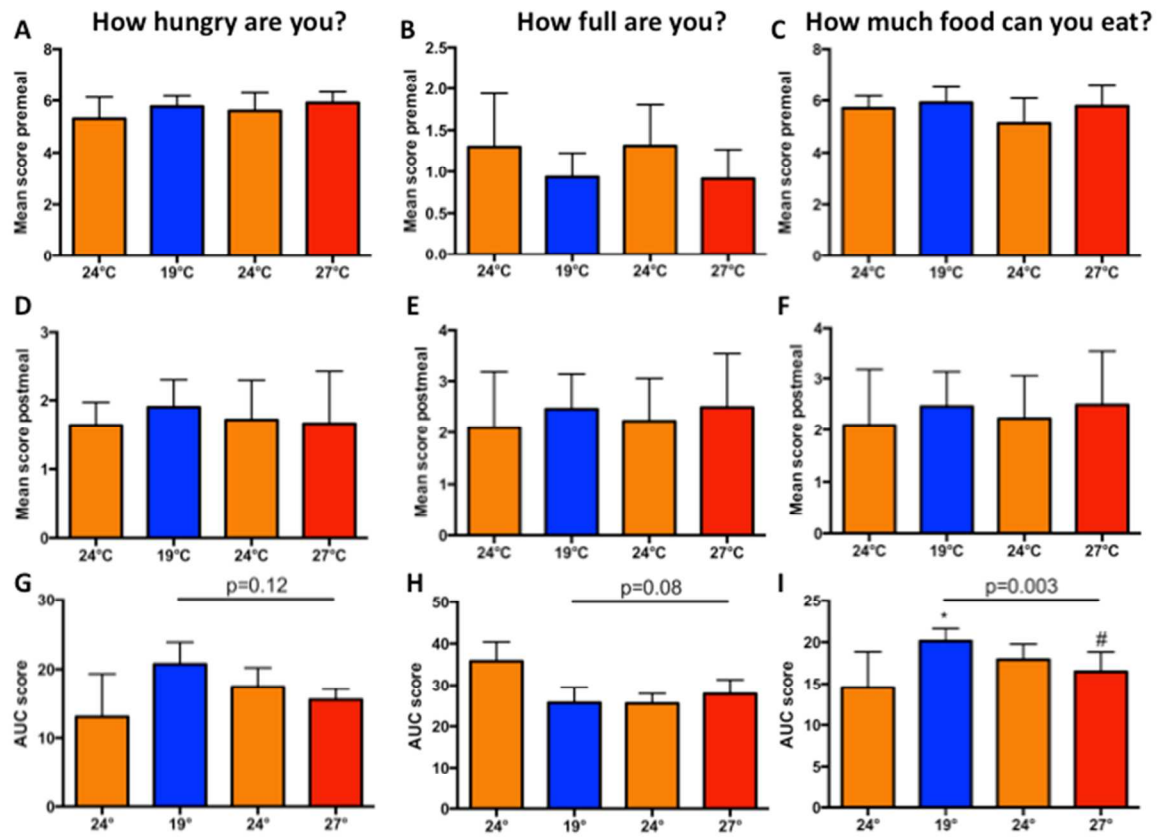 How hungry are you?
How full are you?
How much food can you eat?
A
Mean score premeal
8
6
4
2
0
24°C 19°C 24°C 27°C
B
Mean score premeal
2.5
2.0
1.5
1.0
0.5
0.0
24°C 19°C 24°C 27°C
C
Mean score premeal
8
6
4
2
0
24°C 19°C 24°C 27°C
D
Mean score postmeal
3
2
1
0
24°C 19°C 24°C 27°C
E
Mean score postmeal
4
3
2
1
0
24°C 19°C 24°C 27°C
F
Mean score postmeal
4
3
2
1
0
24°C 19°C 24°C 27°C
G
p=0.12
AUC score
30
20
10
0
24° 19° 24° 27°
H
p=0.08
AUC score
50
40
30
20
10
0
24° 19° 24° 27°
I
p=0.003
* #
AUC score
25
20
15
10
5
0
24° 19° 24° 27°